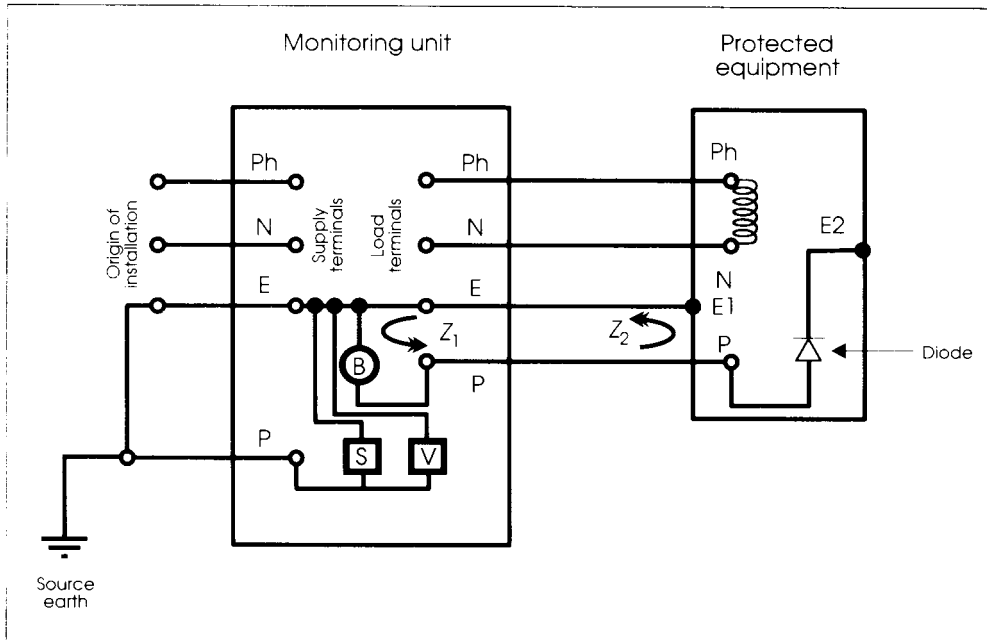 Monitoring unit
Protected
equipment
Ph
Ph
Ph
N
N
N
Origin of
installation
Supply
terminals
Load
terminals
E2
E
E
E1
Z1
Z2
P
P
B
Diode
P
S
V
Source
earth